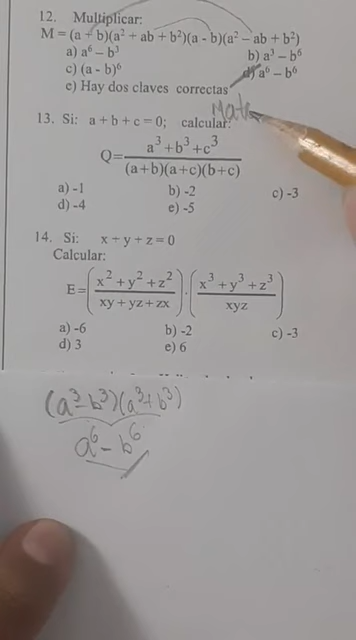 12. Multiplicar:
M = (a + b)(a² + ab + b²)(a - b)(a² – ab + b²)
a) a⁶ – b³ b) a³ – b⁶
c) (a - b)⁶ d) a⁶ – b⁶
e) Hay dos claves correctas
Mate
13. Si: a + b + c = 0; calcular:
Q= a³ + b³ + c³ / (a+b)(a+c)(b+c)
a) -1 b) -2 c) -3
d) -4 e) -5
14. Si: x + y + z = 0
Calcular:
E = (x² + y² + z² / xy + yz + zx) . (x³ + y³ + z³ / xyz)
a) -6 b) -2 c) -3
d) 3 e) 6
(a³ - b³)(a³ + b³)
a⁶ - b⁶